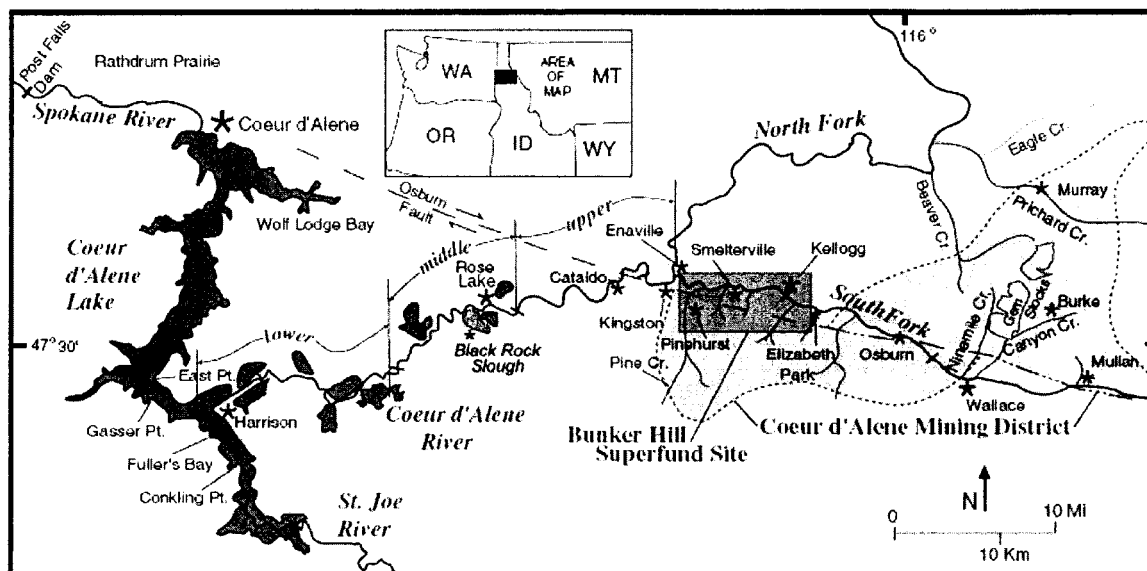 116°
Post Falls
Dam
Rathdrum Prairie
Spokane River
Coeur d'Alene
WA
AREA
OF
MAP
MT
OR
ID
WY
North Fork
Eagle Cr.
Murray
Prichard Cr.
Beaver Cr.
Wolf Lodge Bay
Osburn
Fault
upper
middle
lower
Enaville
Smelterville
Kellogg
Coeur
d'Alene
Lake
Rose
Lake
Cataldo
Kingston
South Fork
Ninemile Cr.
Gem
Stocks
Burke
Canyon Cr.
47°30'
Black Rock
Slough
Pinehurst
Pine Cr.
Elizabeth
Park
Osburn
Mullan
East Pt.
Wallace
Gasser Pt.
Harrison
Coeur d'Alene
River
Bunker Hill
Superfund Site
Coeur d'Alene Mining District
Fuller's Bay
Conkling Pt.
St. Joe
River
N
0
10 Mi
10 Km